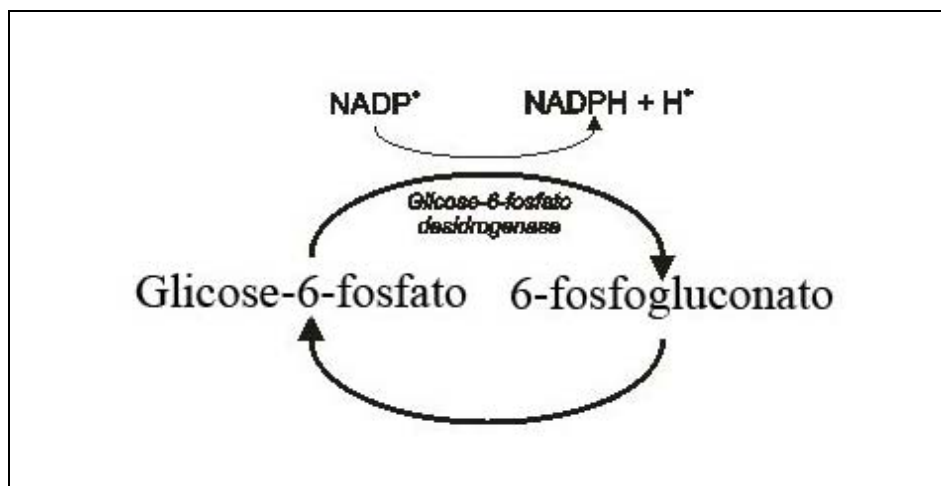 NADP⁺ NADPH + H⁺
Glicose-6-fosfato
desidrogenase
Glicose-6-fosfato 6-fosfogluconato